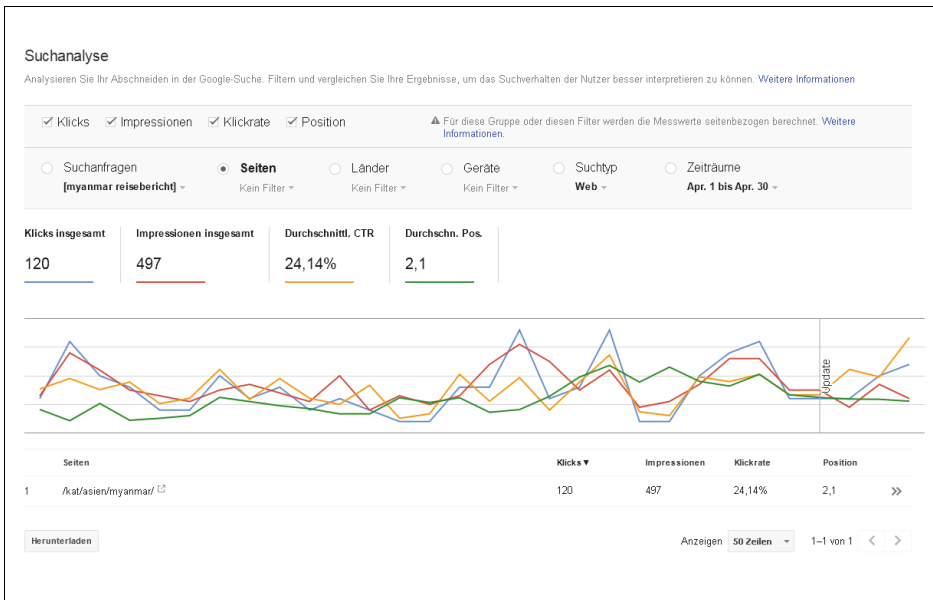 Suchanalyse
Analysieren Sie Ihr Abschneiden in der Google-Suche. Filtern und vergleichen Sie Ihre Ergebnisse, um das Suchverhalten der Nutzer besser interpretieren zu können. Weitere Informationen
Klicks Impressionen Klickrate Position
Für diese Gruppe oder diesen Filter werden die Messwerte seitenbezogen berechnet. Weitere
Informationen.
Suchanfragen Seiten Länder Geräte Suchtyp Zeiträume
[myanmar reisebericht] Kein Filter Kein Filter Kein Filter Web Apr. 1 bis Apr. 30
Klicks insgesamt Impressionen insgesamt Durchschnittl. CTR Durchschn. Pos.
120 497 24,14% 2,1
Update
Seiten Klicks▼ Impressionen Klickrate Position
1 /kat/asien/myanmar/ 120 497 24,14% 2,1 »
Herunterladen Anzeigen 50 Zeilen 1–1 von 1